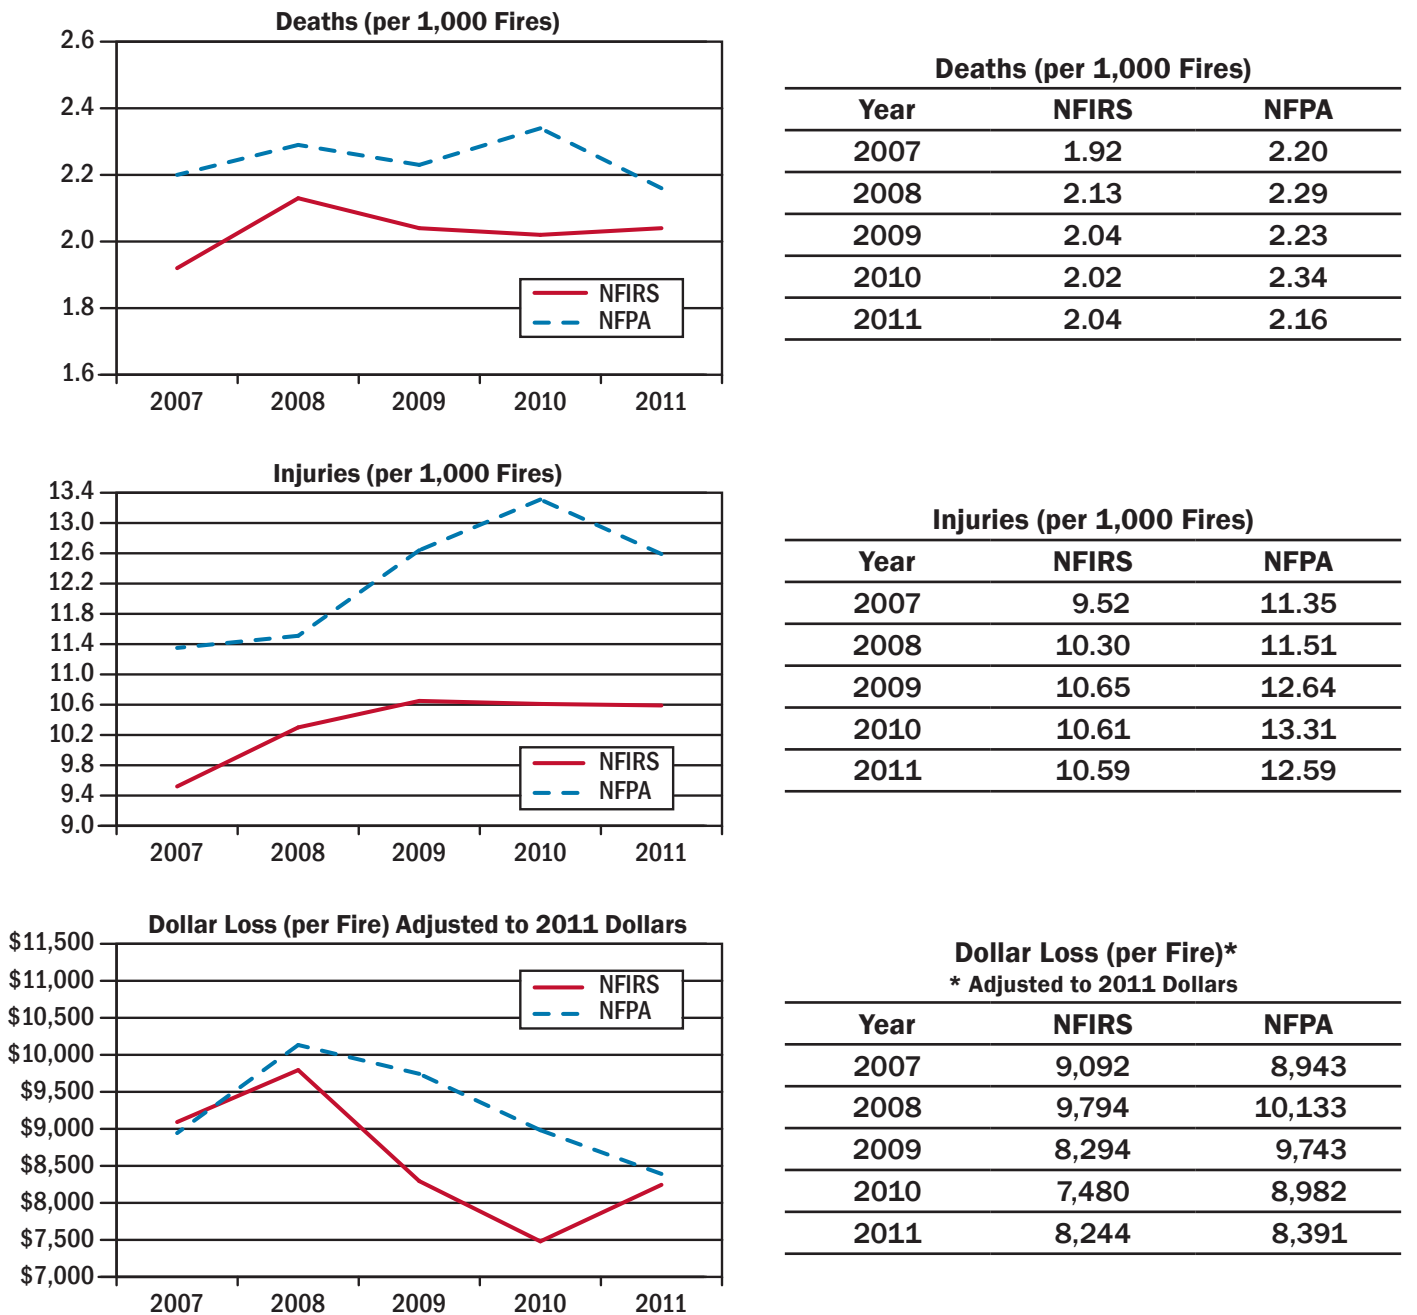 Deaths (per 1,000 Fires)
2.6
2.4
2.2
2.0
1.8
1.6
NFIRS
NFPA
2007 2008 2009 2010 2011
Deaths (per 1,000 Fires)
Year NFIRS NFPA
2007 1.92 2.20
2008 2.13 2.29
2009 2.04 2.23
2010 2.02 2.34
2011 2.04 2.16
Injuries (per 1,000 Fires)
13.4
13.0
12.6
12.2
11.8
11.4
11.0
10.6
10.2
9.8
9.4
9.0
NFIRS
NFPA
2007 2008 2009 2010 2011
Injuries (per 1,000 Fires)
Year NFIRS NFPA
2007 9.52 11.35
2008 10.30 11.51
2009 10.65 12.64
2010 10.61 13.31
2011 10.59 12.59
Dollar Loss (per Fire) Adjusted to 2011 Dollars
$11,500
$11,000
$10,500
$10,000
$9,500
$9,000
$8,500
$8,000
$7,500
$7,000
NFIRS
NFPA
2007 2008 2009 2010 2011
Dollar Loss (per Fire)*
* Adjusted to 2011 Dollars
Year NFIRS NFPA
2007 9,092 8,943
2008 9,794 10,133
2009 8,294 9,743
2010 7,480 8,982
2011 8,244 8,391